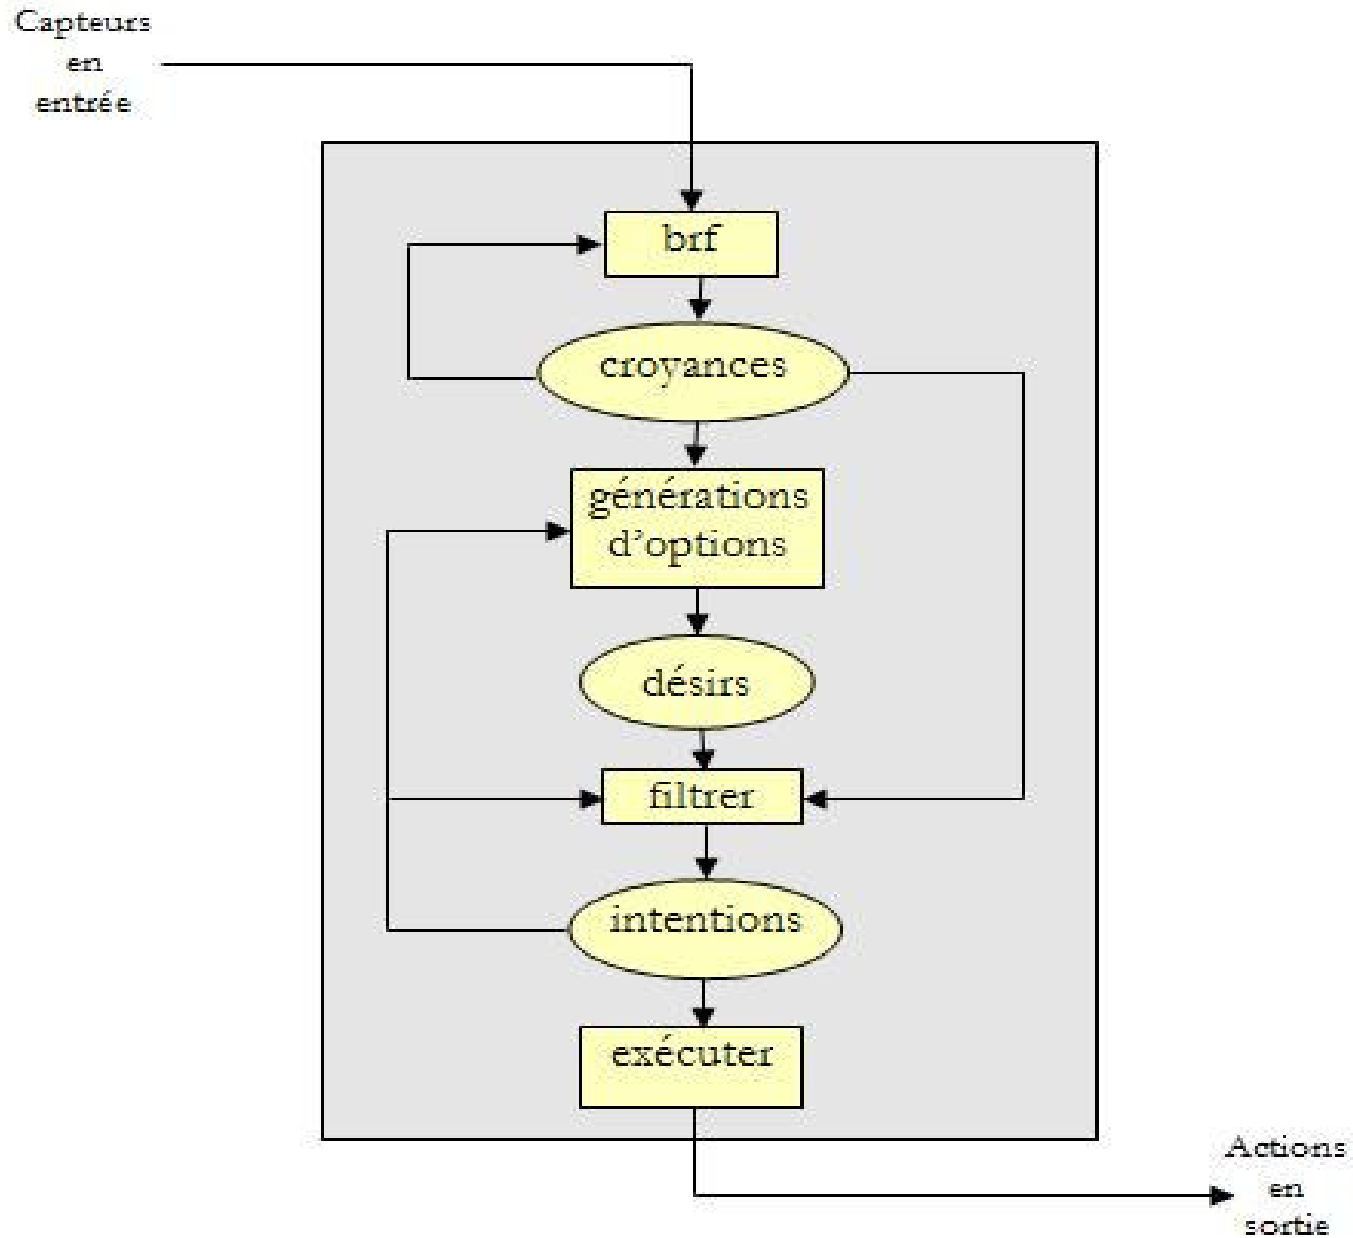 Capteurs
en
entrée
brf
croyances
générations
d'options
désirs
filtrer
intentions
exécuter
Actions
en
sortie